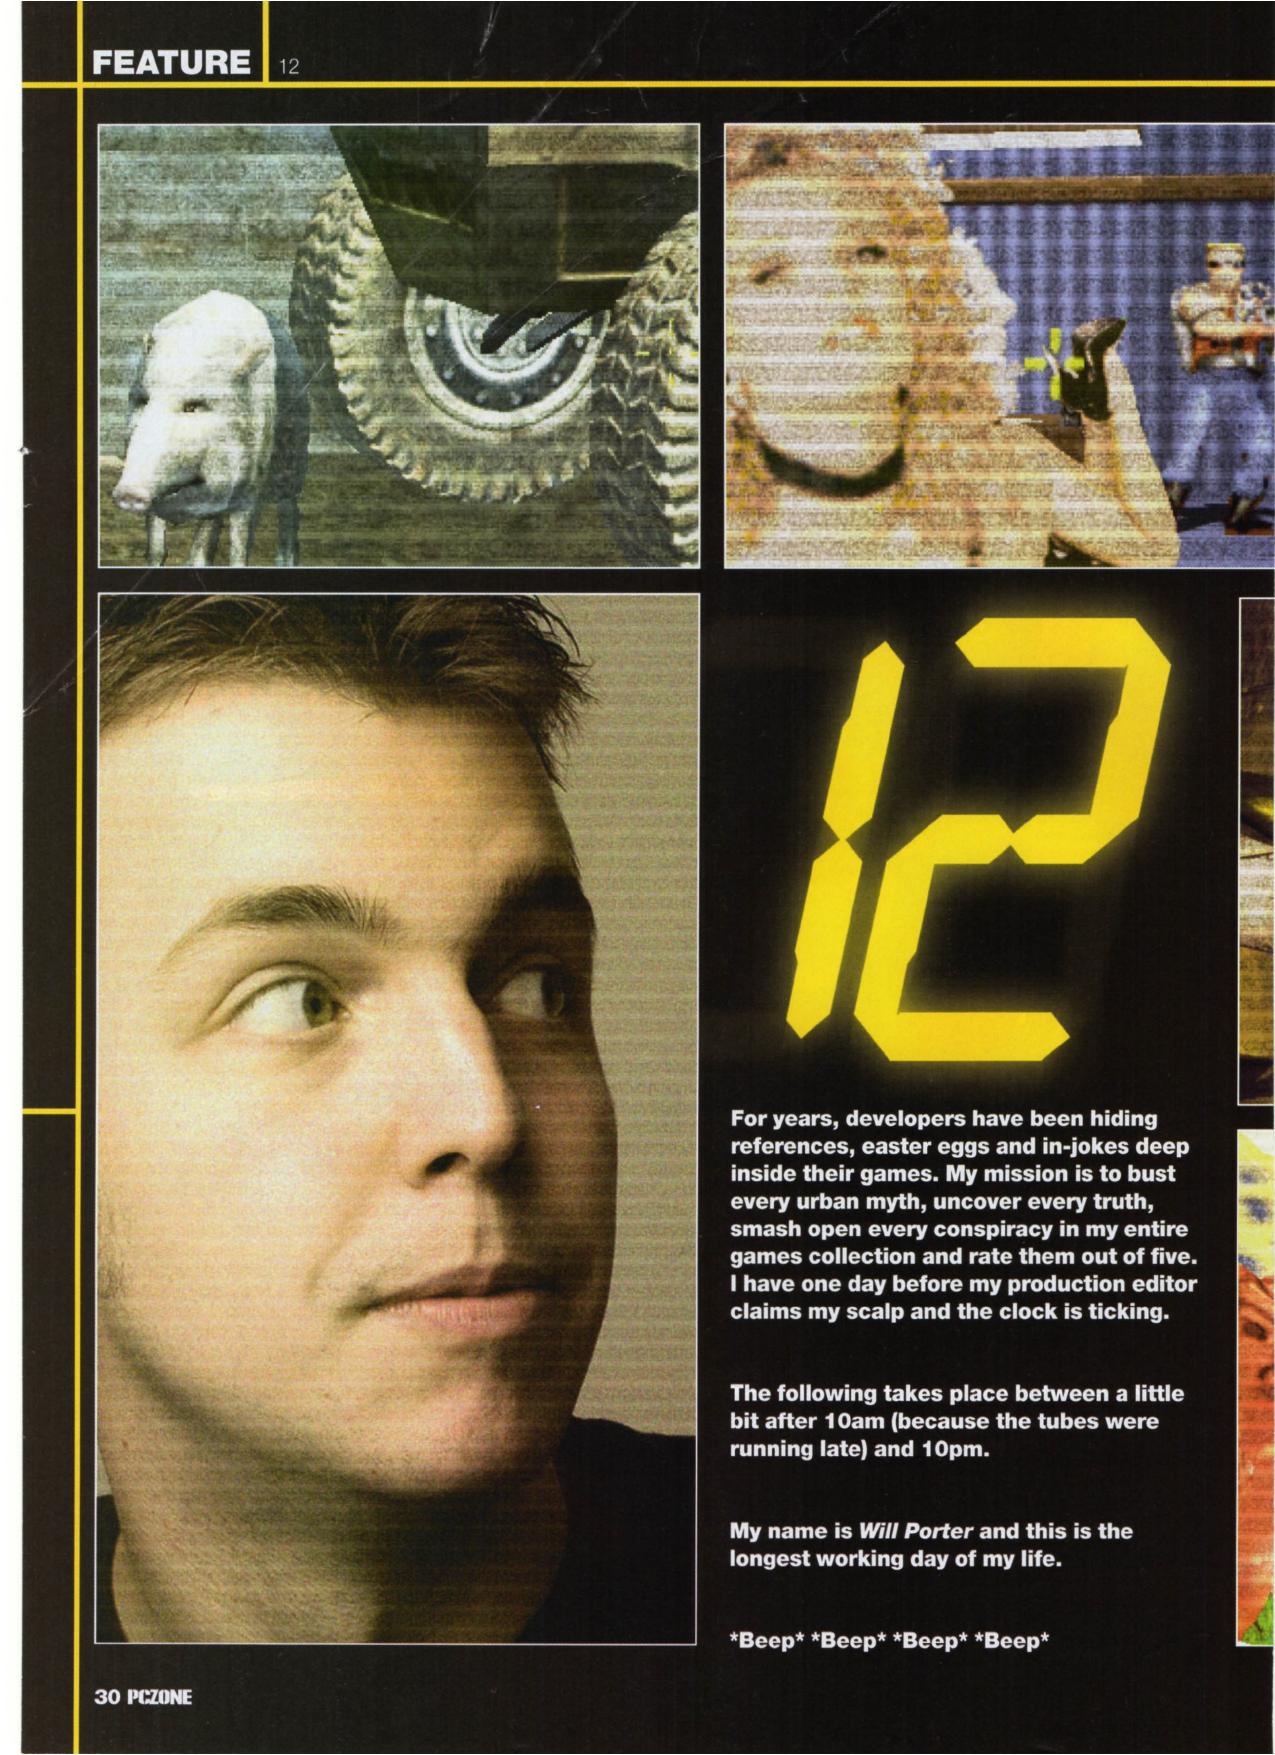 FEATURE 12
12
For years, developers have been hiding
references, easter eggs and in-jokes deep
inside their games. My mission is to bust
every urban myth, uncover every truth,
smash open every conspiracy in my entire
games collection and rate them out of five.
I have one day before my production editor
claims my scalp and the clock is ticking.
The following takes place between a little
bit after 10am (because the tubes were
running late) and 10pm.
My name is Will Porter and this is the
longest working day of my life.
*Beep* *Beep* *Beep* *Beep*
30 PCZONE